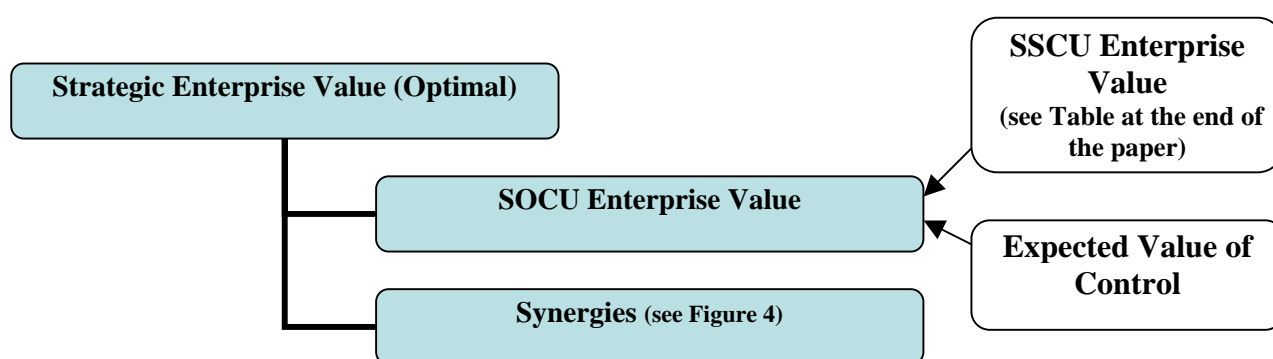 Strategic Enterprise Value (Optimal)
SSCU Enterprise
Value
(see Table at the end of
the paper)
SOCU Enterprise Value
Expected Value of
Control
Synergies (see Figure 4)